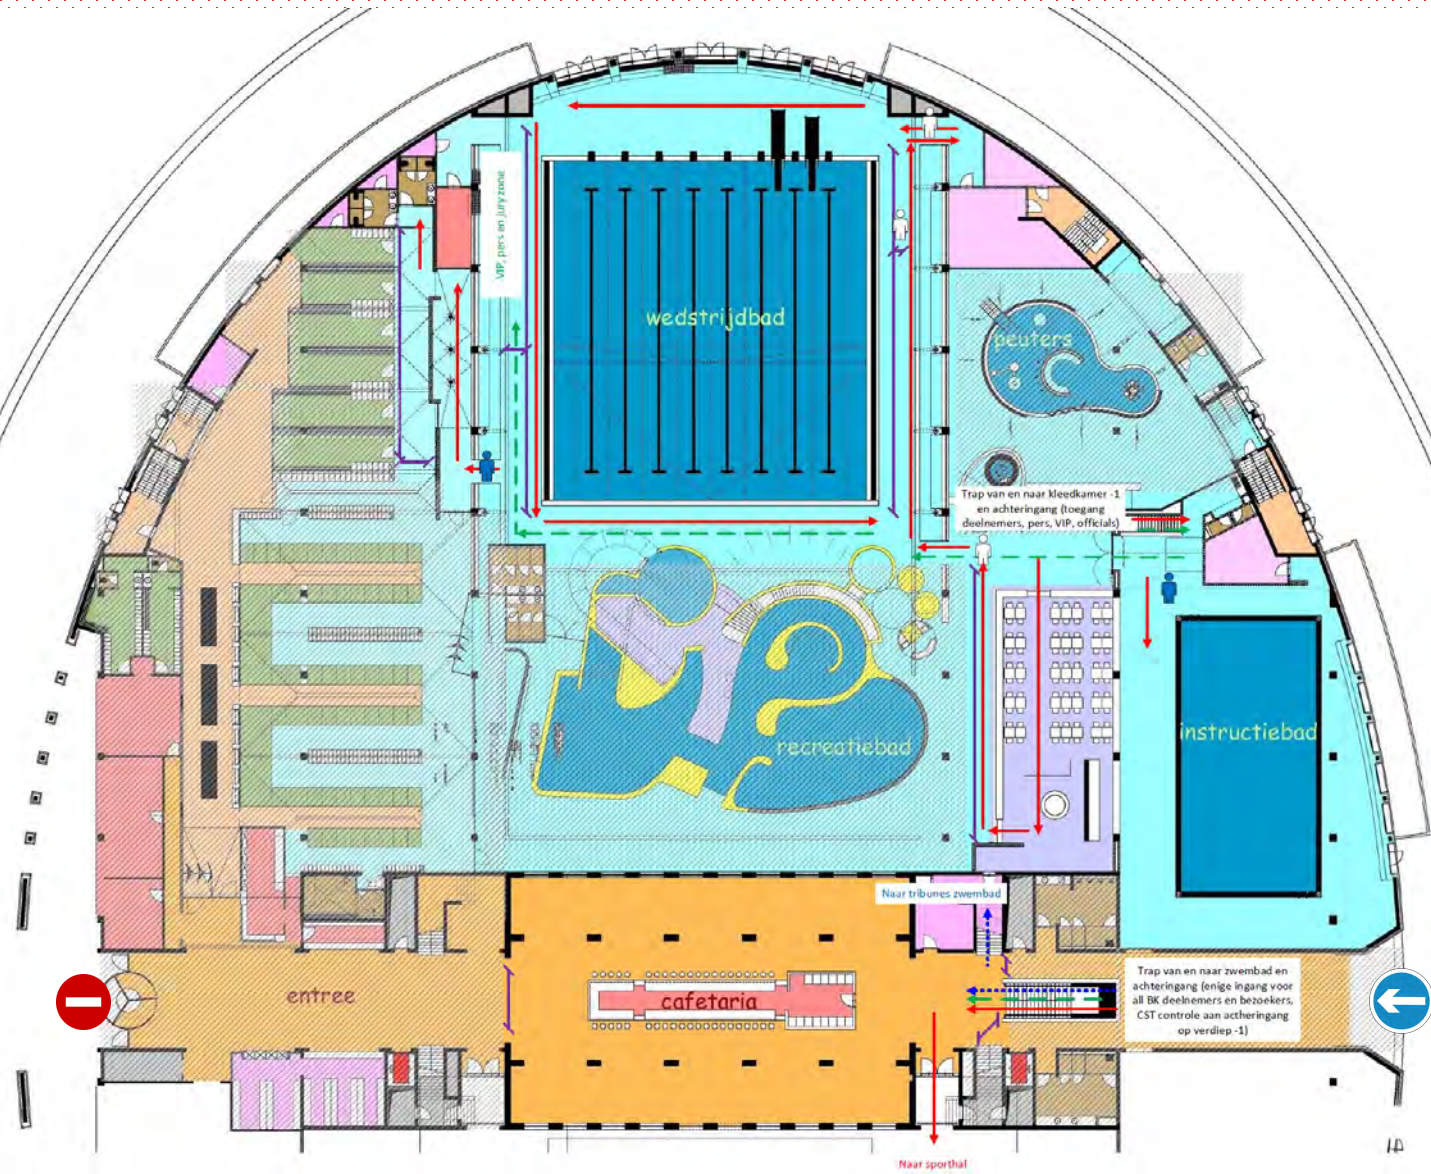 VIP, pers en juryzone
wedstrijdbad
peuters
Trap van en naar kleedkamer -1
en achteringang (toegang
deelnemers, pers, VIP, officials)
recreatiebad
instructiebad
Naar tribunes zwembad
entree
cafetaria
Trap van en naar zwembad en
achteringang (enige ingang voor
all BK deelnemers en bezoekers,
CST controle aan actheringang
op verdiep -1)
Naar sporthal